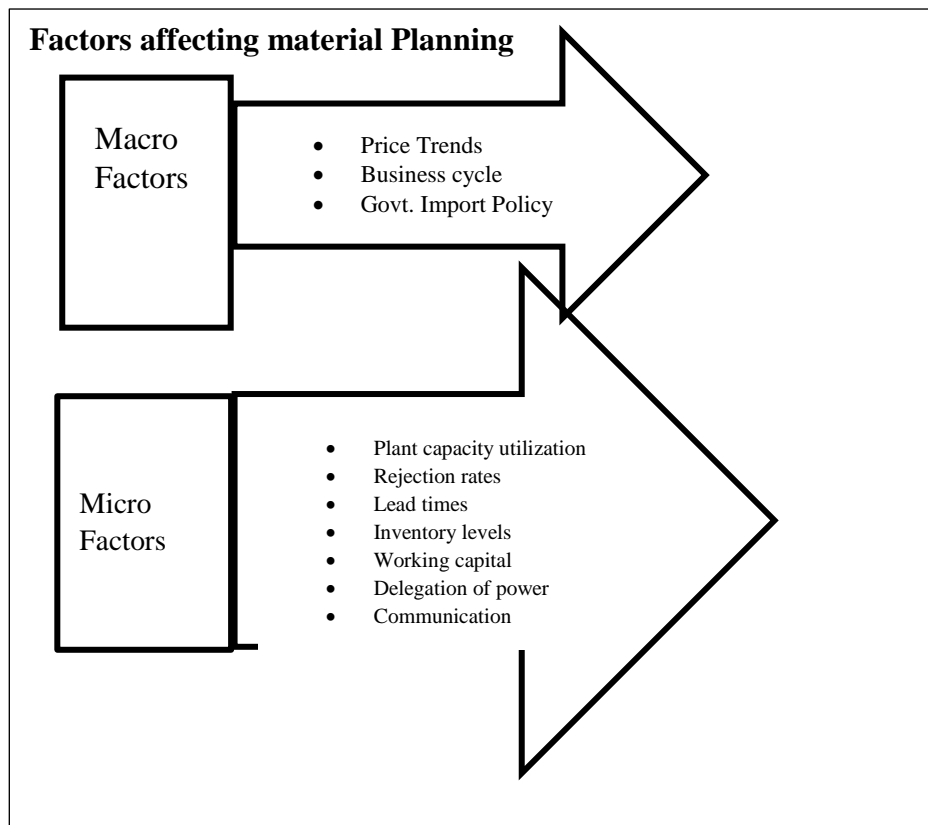 Factors affecting material Planning
Macro
Factors
• Price Trends
• Business cycle
• Govt. Import Policy
Micro
Factors
• Plant capacity utilization
• Rejection rates
• Lead times
• Inventory levels
• Working capital
• Delegation of power
• Communication